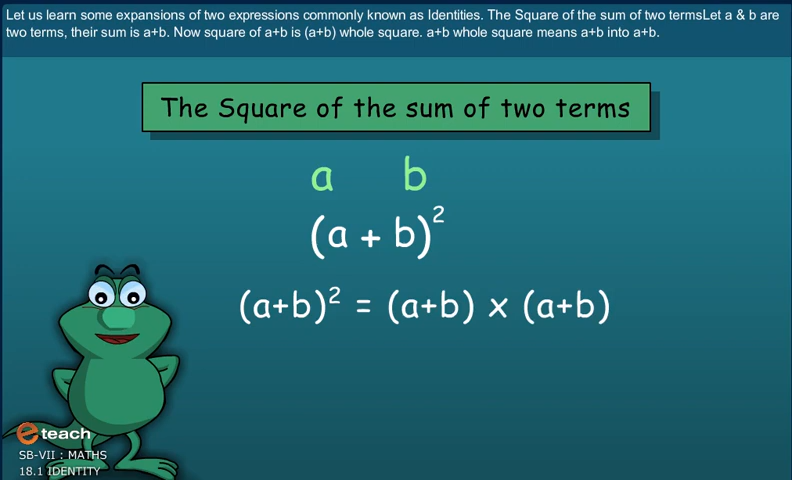 Let us learn some expansions of two expressions commonly known as Identities. The Square of the sum of two termsLet a & b are
two terms, their sum is a+b. Now square of a+b is (a+b) whole square. a+b whole square means a+b into a+b.
The Square of the sum of two terms
a b
(a + b)²
(a+b)² = (a+b) x (a+b)
eteach
SB-VII : MATHS
18.1 IDENTITY